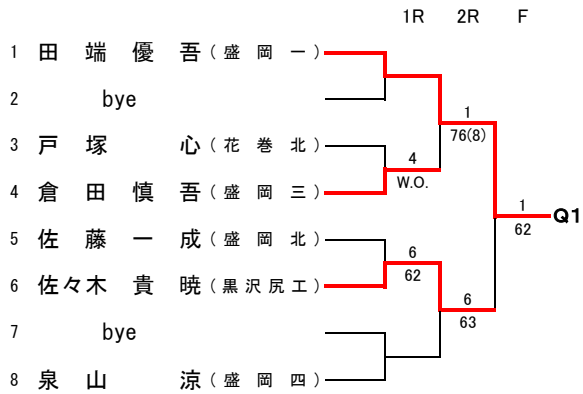 1R 2R F
1 田 端 優 吾 ( 盛 岡 一 )
2 bye
1
76(8)
3 戸 塚 心 ( 花 巻 北 )
4
W.O.
4 倉 田 慎 吾 ( 盛 岡 三 )
1
62
Q1
5 佐 藤 一 成 ( 盛 岡 北 )
6
62
6 佐々木 貴 暁 ( 黒 沢 尻 工 )
6
63
7 bye
8 泉 山 涼 ( 盛 岡 四 )